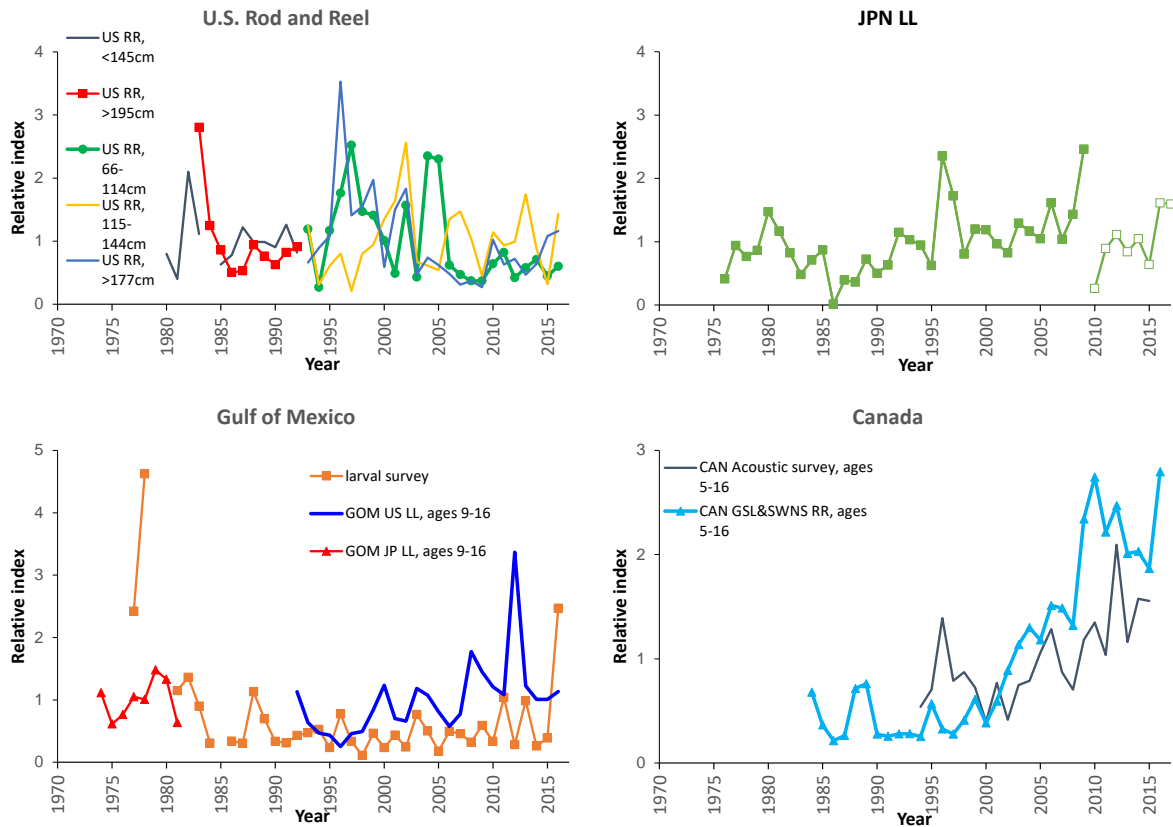 U.S. Rod and Reel
Relative index
4
3
2
1
0
US RR,
<145cm
US RR,
>195cm
US RR,
66-
114cm
US RR,
115-
144cm
US RR,
>177cm
1970
1975
1980
1985
1990
1995
2000
2005
2010
2015
Year
JPN LL
Relative index
4
3
2
1
0
1970
1975
1980
1985
1990
1995
2000
2005
2010
2015
Year
Gulf of Mexico
Relative index
5
4
3
2
1
0
larval survey
GOM US LL, ages 9-16
GOM JP LL, ages 9-16
1970
1975
1980
1985
1990
1995
2000
2005
2010
2015
Year
Canada
Relative index
3
2
1
0
CAN Acoustic survey, ages
5-16
CAN GSL&SWNS RR, ages
5-16
1970
1975
1980
1985
1990
1995
2000
2005
2010
2015
Year